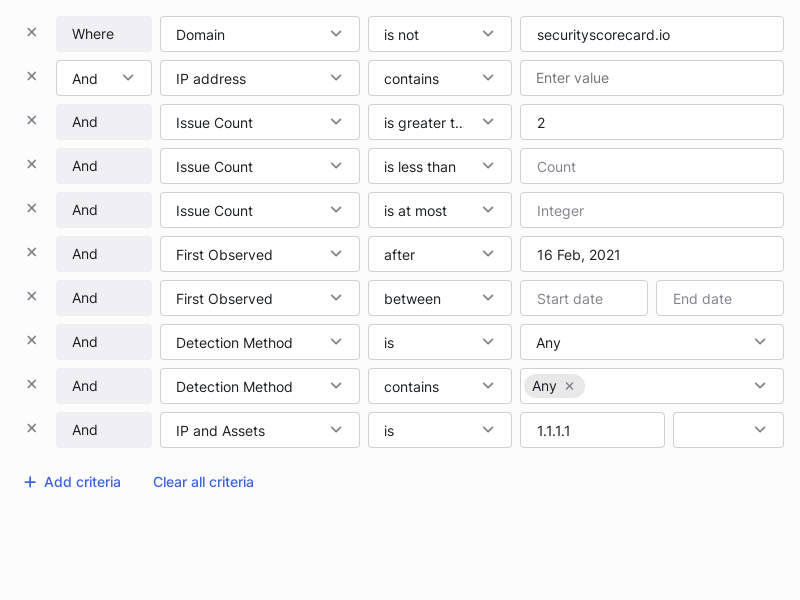 Where Domain is not securityscorecard.io
And IP address contains Enter value
And Issue Count is greater t... 2
And Issue Count is less than Count
And Issue Count is at most Integer
And First Observed after 16 Feb, 2021
And First Observed between Start date End date
And Detection Method is Any
And Detection Method contains Any
And IP and Assets is 1.1.1.1
Add criteria Clear all criteria